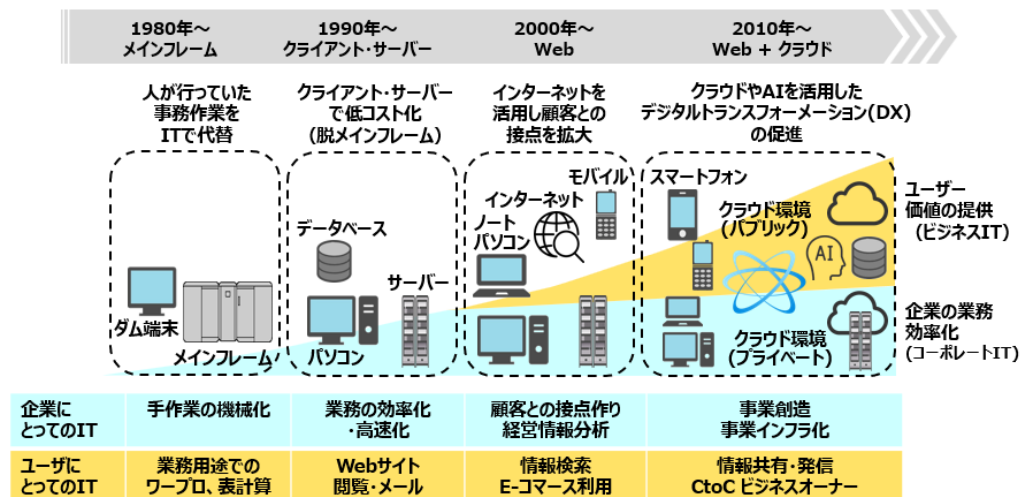 1980年～
メインフレーム
1990年～
クライアント・サーバー
2000年～
Web
2010年～
Web + クラウド
人が行っていた
事務作業を
ITで代替
クライアント・サーバー
で低コスト化
(脱メインフレーム)
インターネットを
活用し顧客との
接点を拡大
クラウドやAIを活用した
デジタルトランスフォーメーション(DX)
の促進
ダム端末
メインフレーム
データベース
サーバー
パソコン
モバイル
インターネット
ノート
パソコン
スマートフォン
クラウド環境
(パブリック)
AI
クラウド環境
(プライベート)
ユーザー
価値の提供
(ビジネスIT)
企業の業務
効率化
(コーポレートIT)
企業に
とってのIT
手作業の機械化
業務の効率化
・高速化
顧客との接点作り
経営情報分析
事業創造
事業インフラ化
ユーザに
とってのIT
業務用途での
ワープロ、表計算
Webサイト
閲覧・メール
情報検索
E-コマース利用
情報共有・発信
CtoC ビジネスオーナー